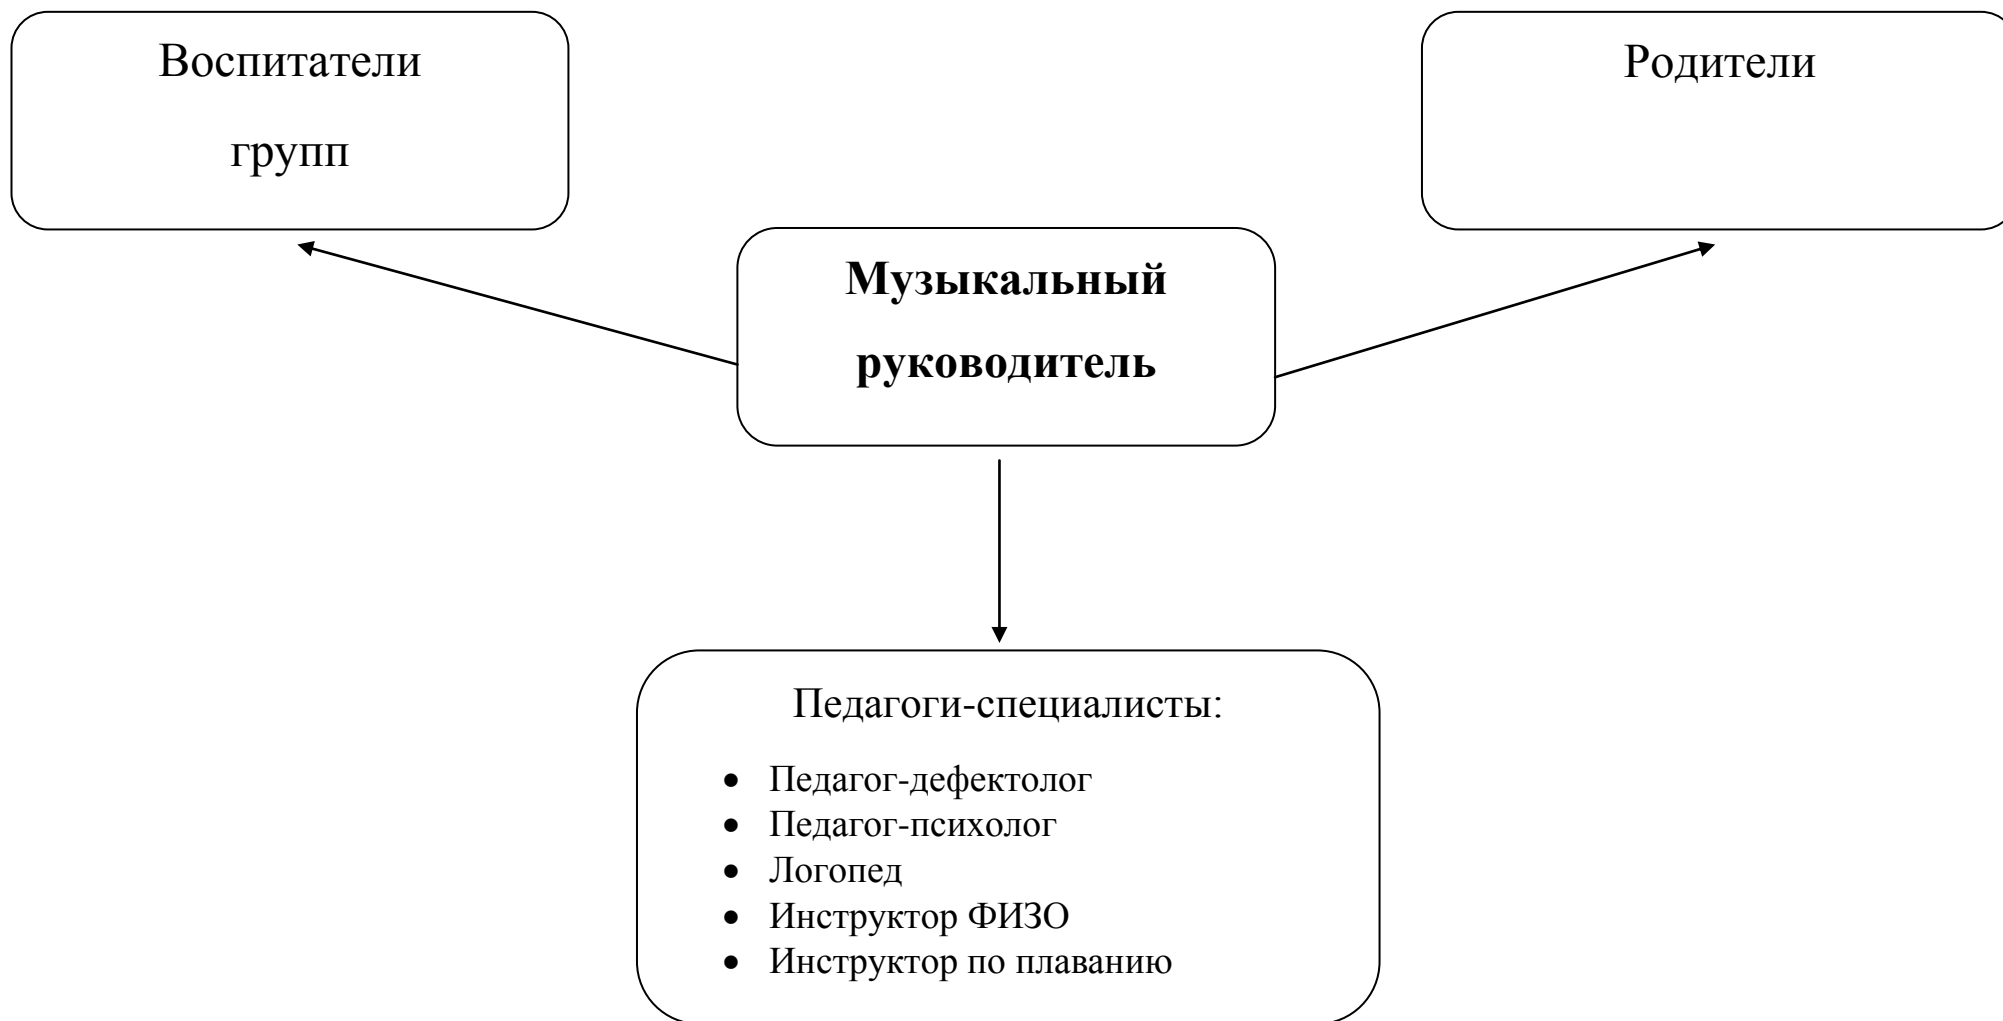 Воспитатели
групп
Родители
Музыкальный
руководитель
Педагоги-специалисты:
• Педагог-дефектолог
• Педагог-психолог
• Логопед
• Инструктор ФИЗО
• Инструктор по плаванию